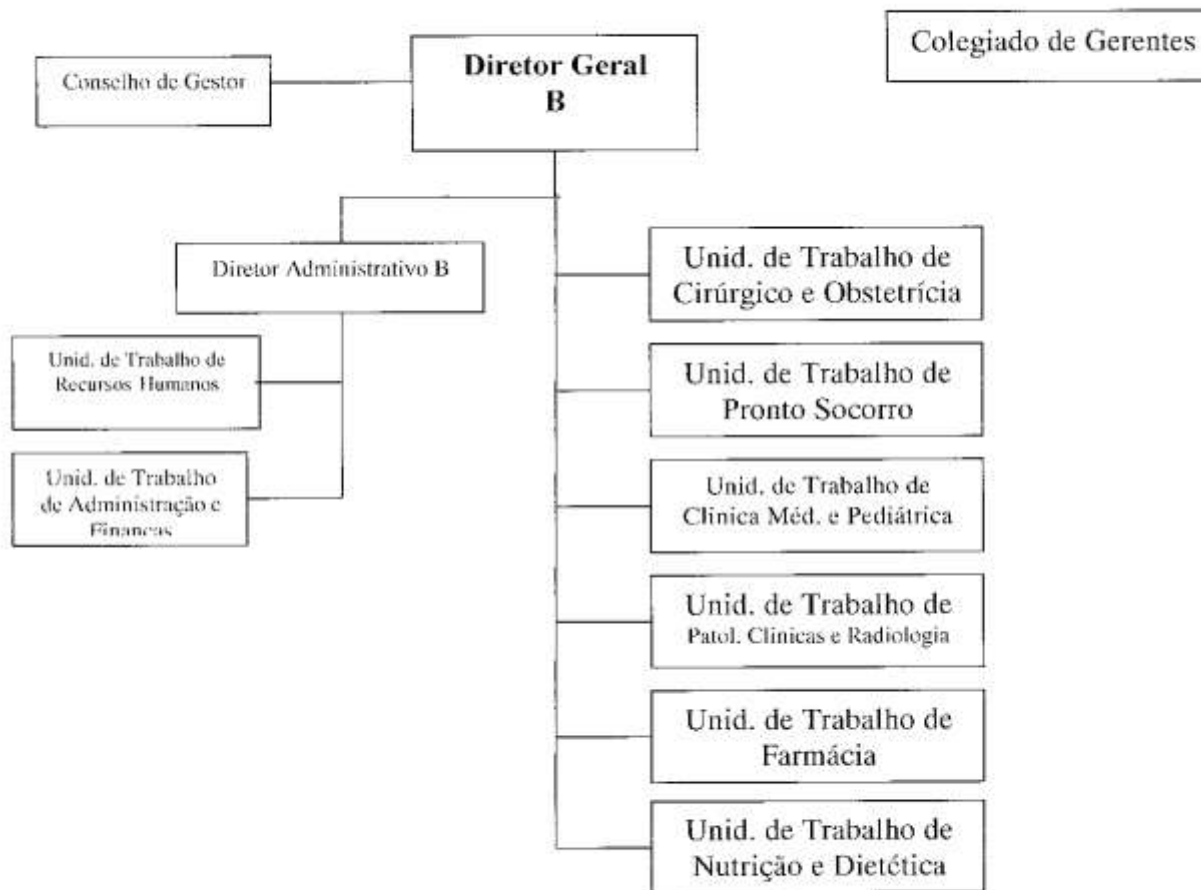 Colegiado de Gerentes
Diretor Geral
B
Conselho de Gestor
Diretor Administrativo B
Unid. de Trabalho de
Recursos Humanos
Unid. de Trabalho
de Administração e
Financas
Unid. de Trabalho de
Cirúrgico e Obstetrícia
Unid. de Trabalho de
Pronto Socorro
Unid. de Trabalho de
Clinica Méd. e Pediátrica
Unid. de Trabalho de
Patol. Clinicas e Radiologia
Unid. de Trabalho de
Farmácia
Unid. de Trabalho de
Nutrição e Dietética